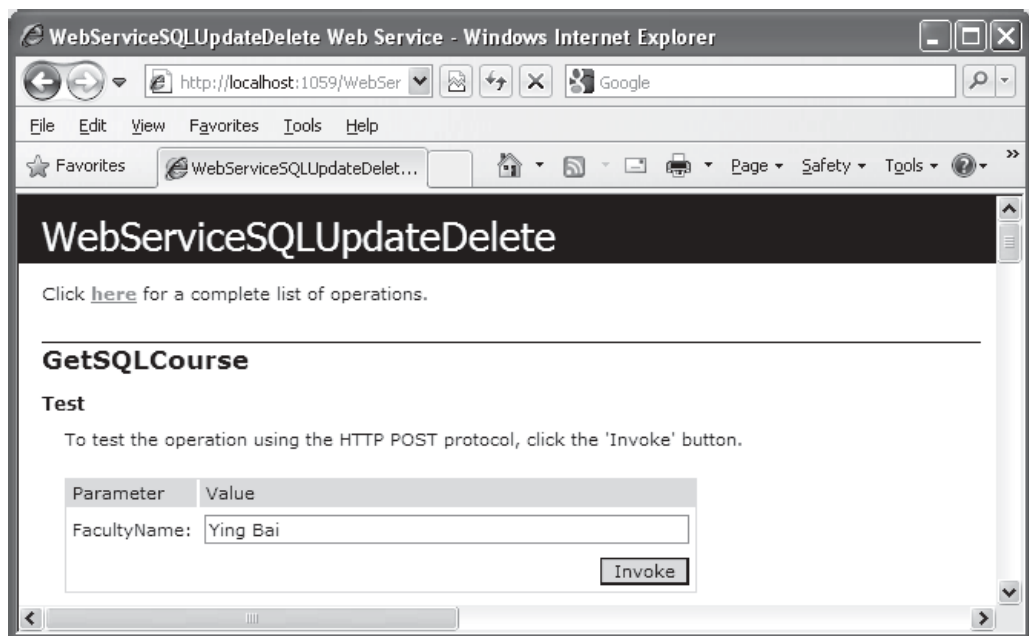 WebServiceSQLUpdateDelete Web Service - Windows Internet Explorer
http://localhost:1059/WebSer
Google
File Edit View Favorites Tools Help
Favorites WebServiceSQLUpdateDelet... Page Safety Tools »
WebServiceSQLUpdateDelete
Click here for a complete list of operations.
GetSQLCourse
Test
To test the operation using the HTTP POST protocol, click the 'Invoke' button.
Parameter Value
FacultyName: Ying Bai
Invoke